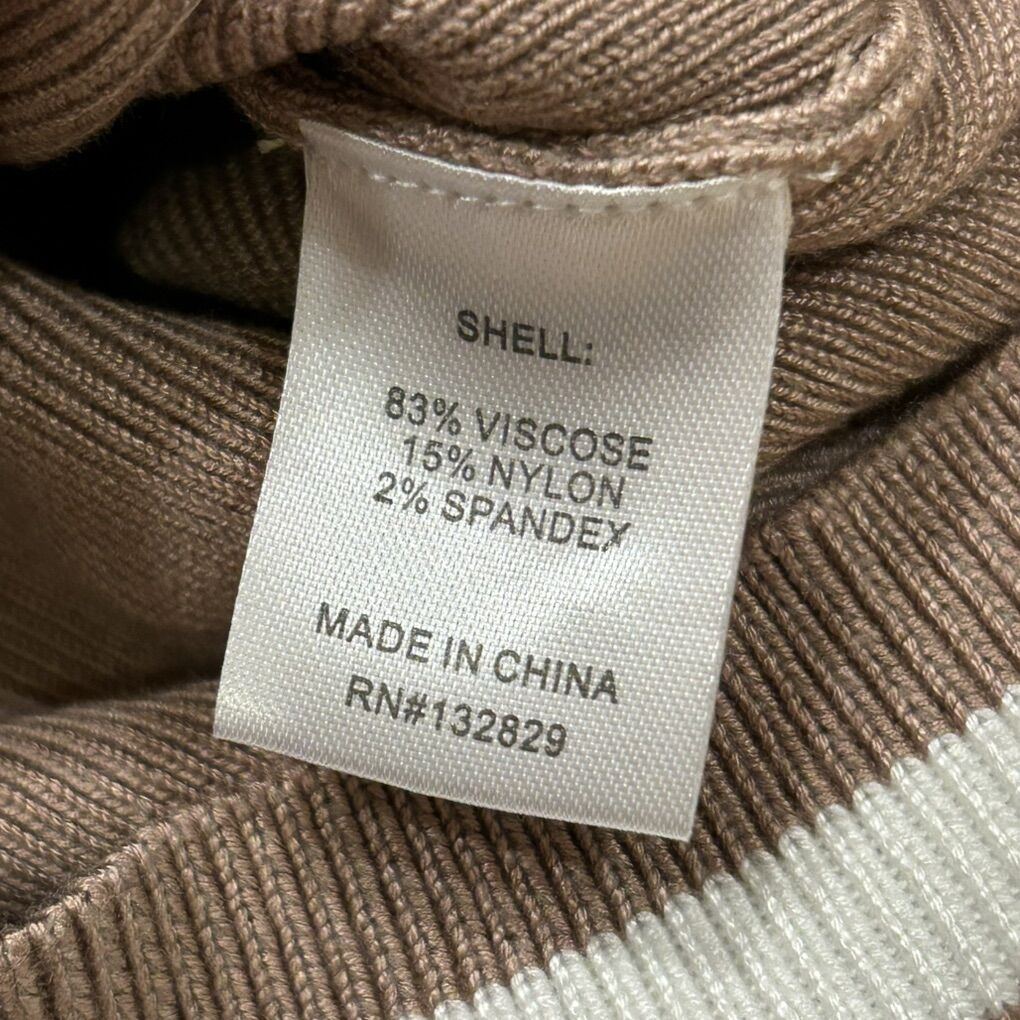 SHELL:
83% VISCOSE
15% NYLON
2% SPANDEX
MADE IN CHINA
RN#132829